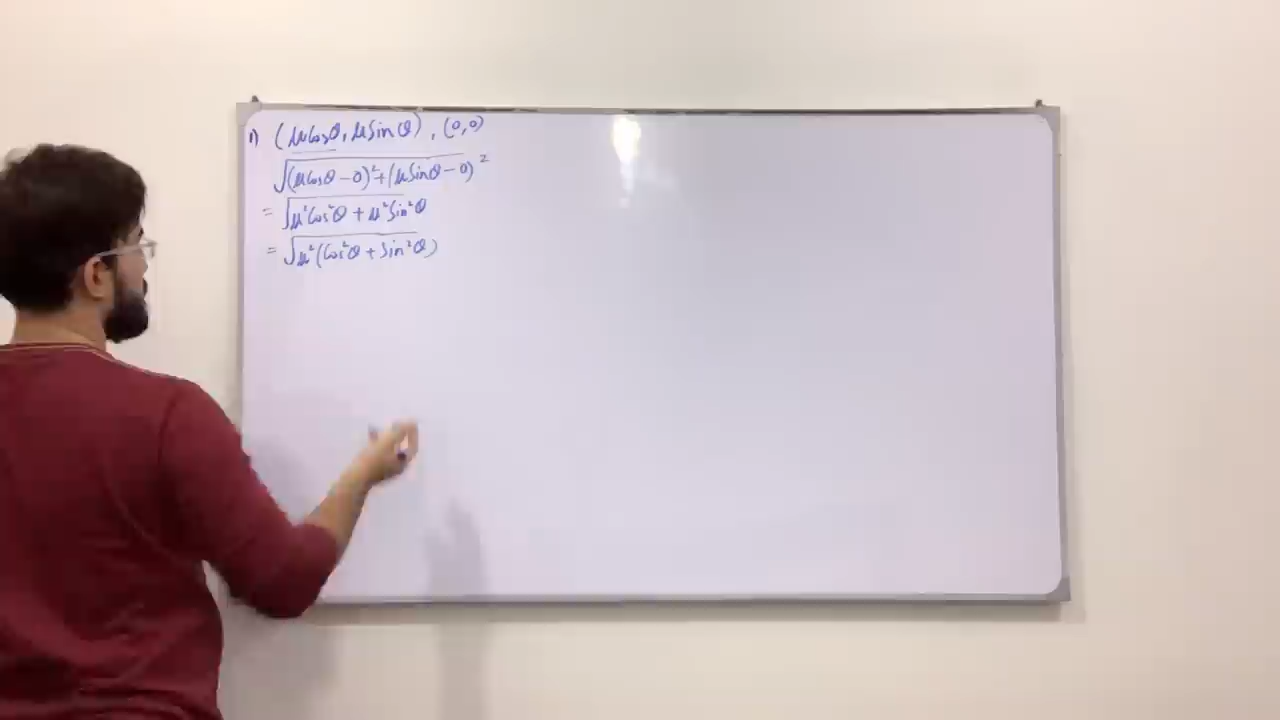 1) (μCosθ, μSinθ), (0,0)
√(μCosθ - 0)² + (μSinθ - 0)²
= √μ²Cos²θ + μ²Sin²θ
= √μ²(Cos²θ + Sin²θ)